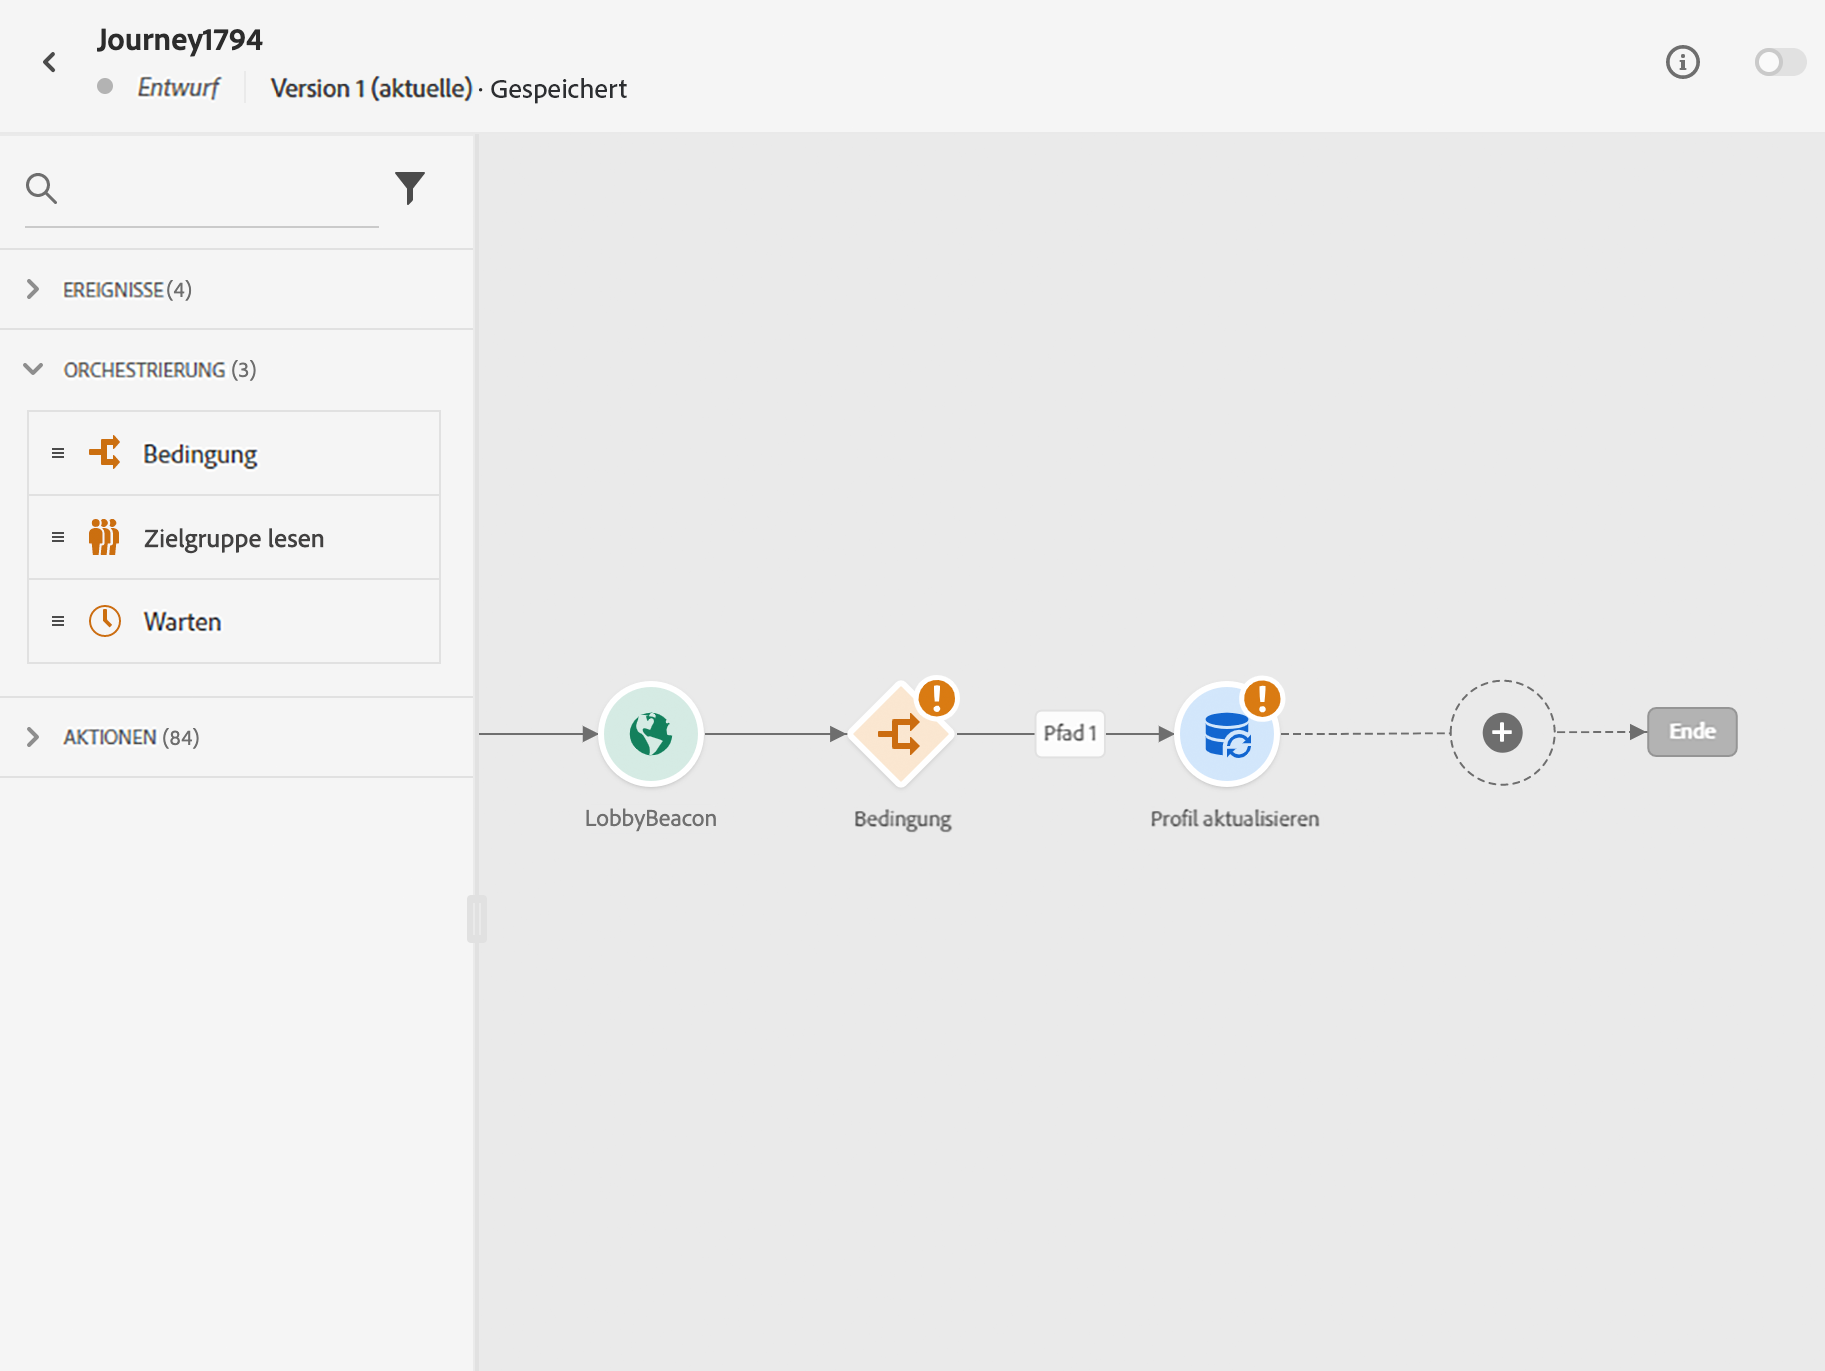 Journey1794
Entwurf
Version 1 (aktuelle) · Gespeichert
EREIGNISSE (4)
ORCHESTRIERUNG (3)
Bedingung
Zielgruppe lesen
Warten
AKTIONEN (84)
Pfad 1
Ende
LobbyBeacon
Bedingung
Profil aktualisieren